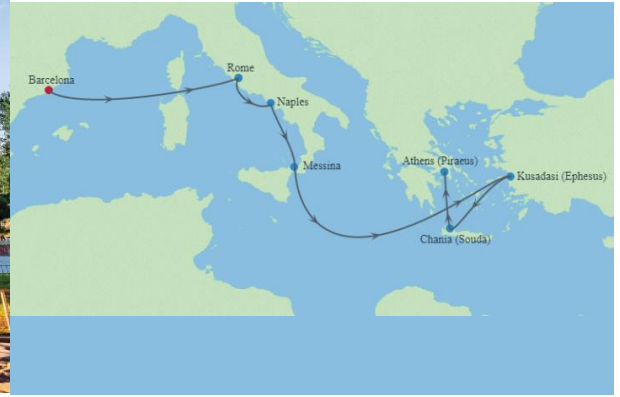 Barcelona
Rome
Naples
Messina
Athens (Piraeus)
Kusadasi (Ephesus)
Chania (Souda)